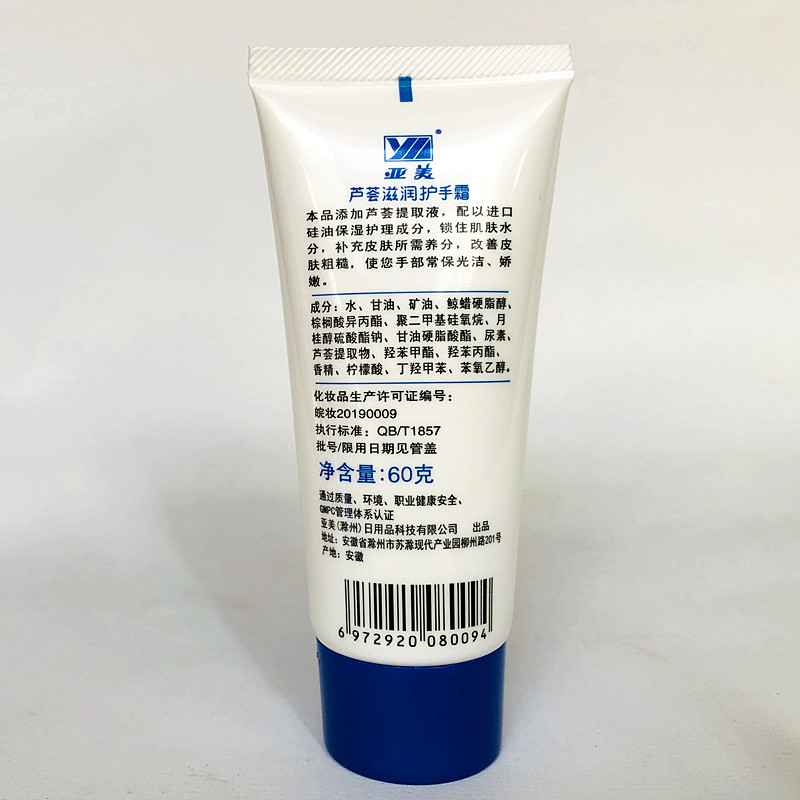 YM®
亚美
芦荟滋润护手霜
本品添加芦荟提取液，配以进口
硅油保湿护理成分，锁住肌肤水
分，补充皮肤所需养分，改善皮
肤粗糙，使您手部常保光洁、娇
嫩。
成分：水、甘油、矿油、鲸蜡硬脂醇、
棕榈酸异丙酯、聚二甲基硅氧烷、月
桂醇硫酸酯钠、甘油硬脂酸酯、尿素、
芦荟提取物、羟苯甲酯、羟苯丙酯、
香精、柠檬酸、丁羟甲苯、苯氧乙醇。
化妆品生产许可证编号：
皖妆20190009
执行标准：QB/T1857
批号/限用日期见管盖
净含量：60克
通过质量、环境、职业健康安全、
GMPC管理体系认证
亚美(滁州)日用品科技有限公司 出品
地址：安徽省滁州市苏滁现代产业园柳州路201号
产地：安徽
6 972920 080094